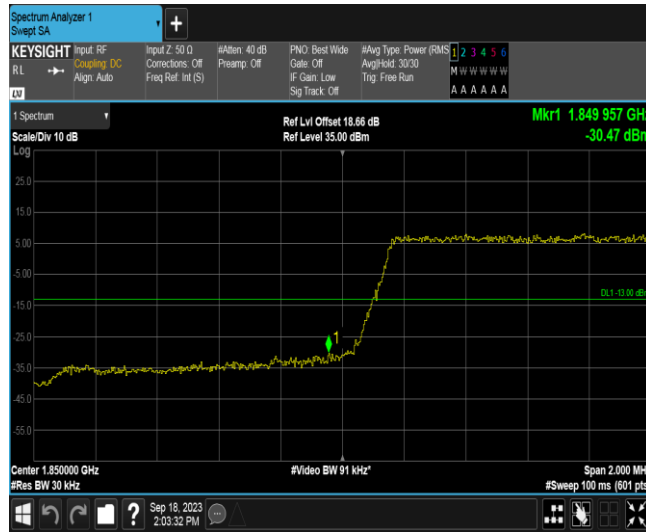 Spectrum Analyzer 1
Swept SA
+
KEYSIGHT
RL
LXI
Input: RF
Coupling: DC
Align: Auto
Input Z: 50 Ω
Corrections: Off
Freq Ref: Int (S)
#Atten: 40 dB
Preamp: Off
PNO: Best Wide
Gate: Off
IF Gain: Low
Sig Track: Off
#Avg Type: Power (RMS
Avg|Hold: 30/30
Trig: Free Run
1 2 3 4 5 6
M W W W W W
A A A A A A
1 Spectrum
Scale/Div 10 dB
Log
Ref Lvl Offset 18.66 dB
Ref Level 35.00 dBm
Mkr1 1.849 957 GHz
-30.47 dBm
25.0
15.0
5.00
-5.00
-15.0
-25.0
-35.0
-45.0
-55.0
DL1 -13.00 dBm
1
Center 1.850000 GHz
#Res BW 30 kHz
#Video BW 91 kHz*
Span 2.000 MH
#Sweep 100 ms (601 pts
?
Sep 18, 2023
2:03:32 PM